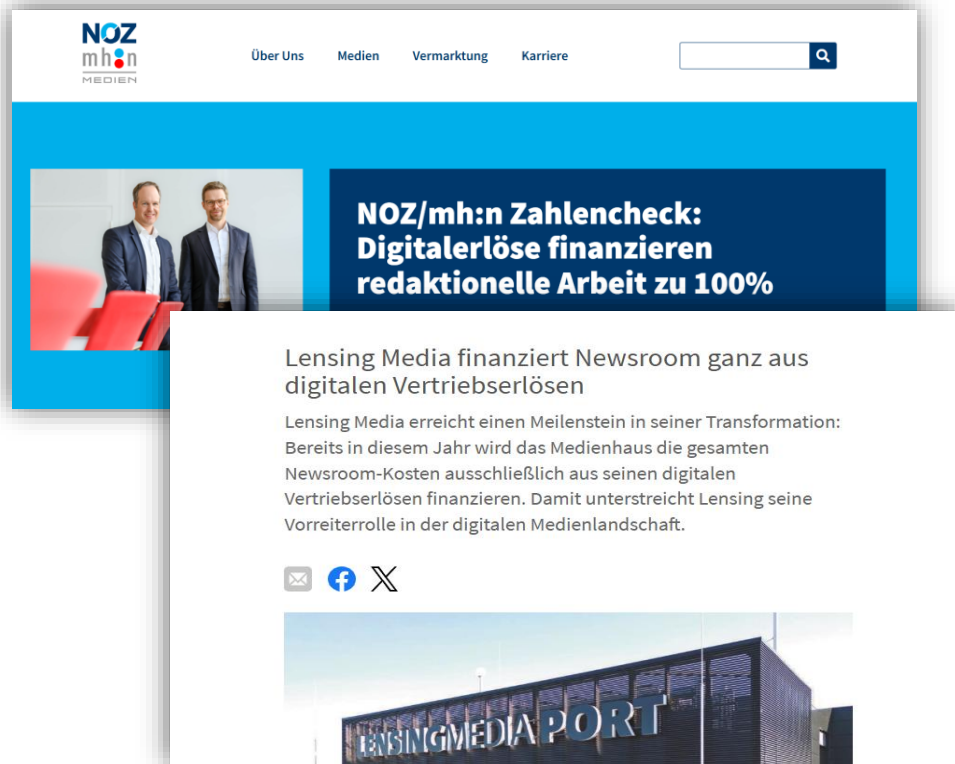 NOZ
mh:n
MEDIEN
Über Uns Medien Vermarktung Karriere
NOZ/mh:n Zahlencheck:
Digitalerlöse finanzieren
redaktionelle Arbeit zu 100%
Lensing Media finanziert Newsroom ganz aus
digitalen Vertriebserlösen
Lensing Media erreicht einen Meilenstein in seiner Transformation:
Bereits in diesem Jahr wird das Medienhaus die gesamten
Newsroom-Kosten ausschließlich aus seinen digitalen
Vertriebserlösen finanzieren. Damit unterstreicht Lensing seine
Vorreiterrolle in der digitalen Medienlandschaft.
LENSINGMEDIAPORT